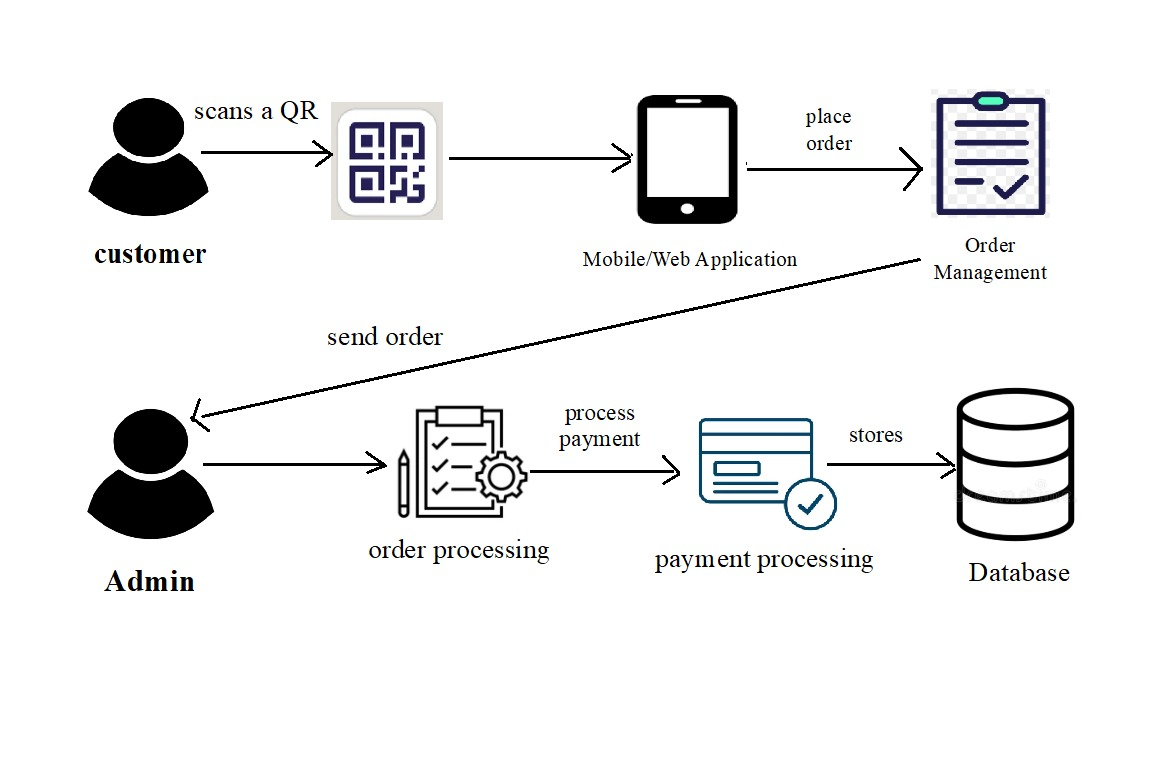 scans a QR
place
order
customer
Mobile/Web Application
Order
Management
send order
process
payment
stores
order processing
payment processing
Database
Admin